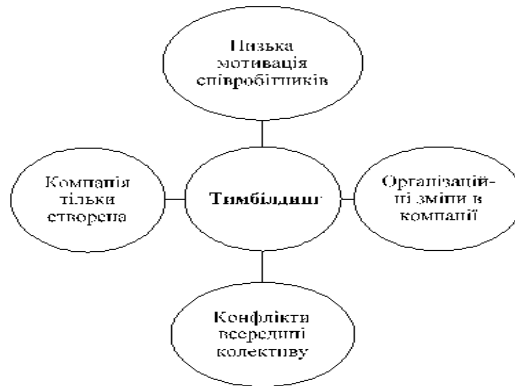 Низька
мотивація
співробітників
Компанія
тільки
створена
Тимбілдинг
Організацій-
ні зміни в
компанії
Конфлікти
всередині
колективу